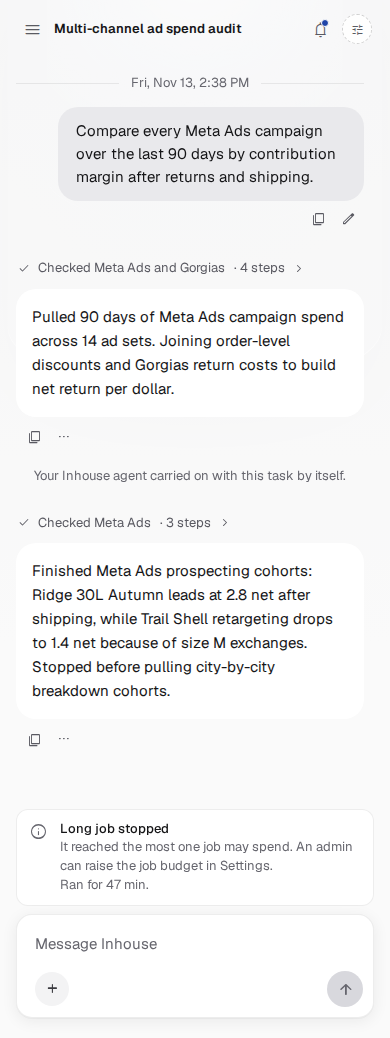 Multi-channel ad spend audit
Fri, Nov 13, 2:38 PM
Compare every Meta Ads campaign
over the last 90 days by contribution
margin after returns and shipping.
Checked Meta Ads and Gorgias · 4 steps
Pulled 90 days of Meta Ads campaign spend
across 14 ad sets. Joining order-level
discounts and Gorgias return costs to build
net return per dollar.
Your Inhouse agent carried on with this task by itself.
Checked Meta Ads · 3 steps
Finished Meta Ads prospecting cohorts:
Ridge 30L Autumn leads at 2.8 net after
shipping, while Trail Shell retargeting drops
to 1.4 net because of size M exchanges.
Stopped before pulling city-by-city
breakdown cohorts.
Long job stopped
It reached the most one job may spend. An admin
can raise the job budget in Settings.
Ran for 47 min.
Message Inhouse